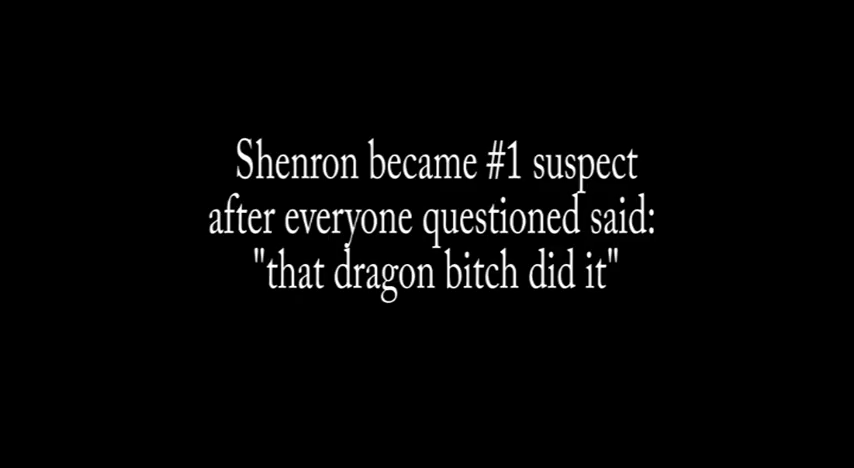 Shenron became #1 suspect
after everyone questioned said:
"that dragon bitch did it"